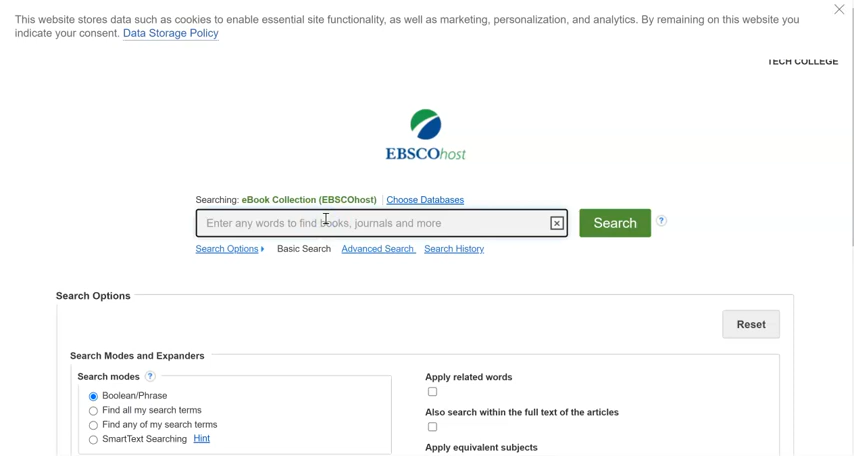 This website stores data such as cookies to enable essential site functionality, as well as marketing, personalization, and analytics. By remaining on this website you
indicate your consent. Data Storage Policy
TECH COLLEGE
EBSCOhost
Searching: eBook Collection (EBSCOhost) Choose Databases
Enter any words to find books, journals and more Search ?
Search Options Basic Search Advanced Search Search History
Search Options
Reset
Search Modes and Expanders
Search modes ? Apply related words
Boolean/Phrase
Find all my search terms Also search within the full text of the articles
Find any of my search terms
SmartText Searching Hint
Apply equivalent subjects